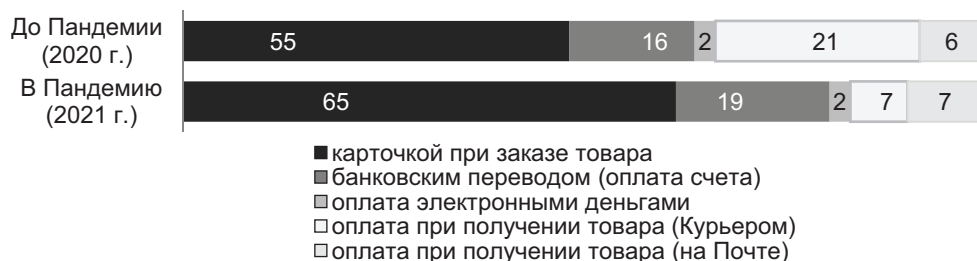 До Пандемии
(2020 г.)
55 16 2 21 6
В Пандемию
(2021 г.)
65 19 2 7 7
карточкой при заказе товара
банковским переводом (оплата счета)
оплата электронными деньгами
оплата при получении товара (Курьером)
оплата при получении товара (на Почте)